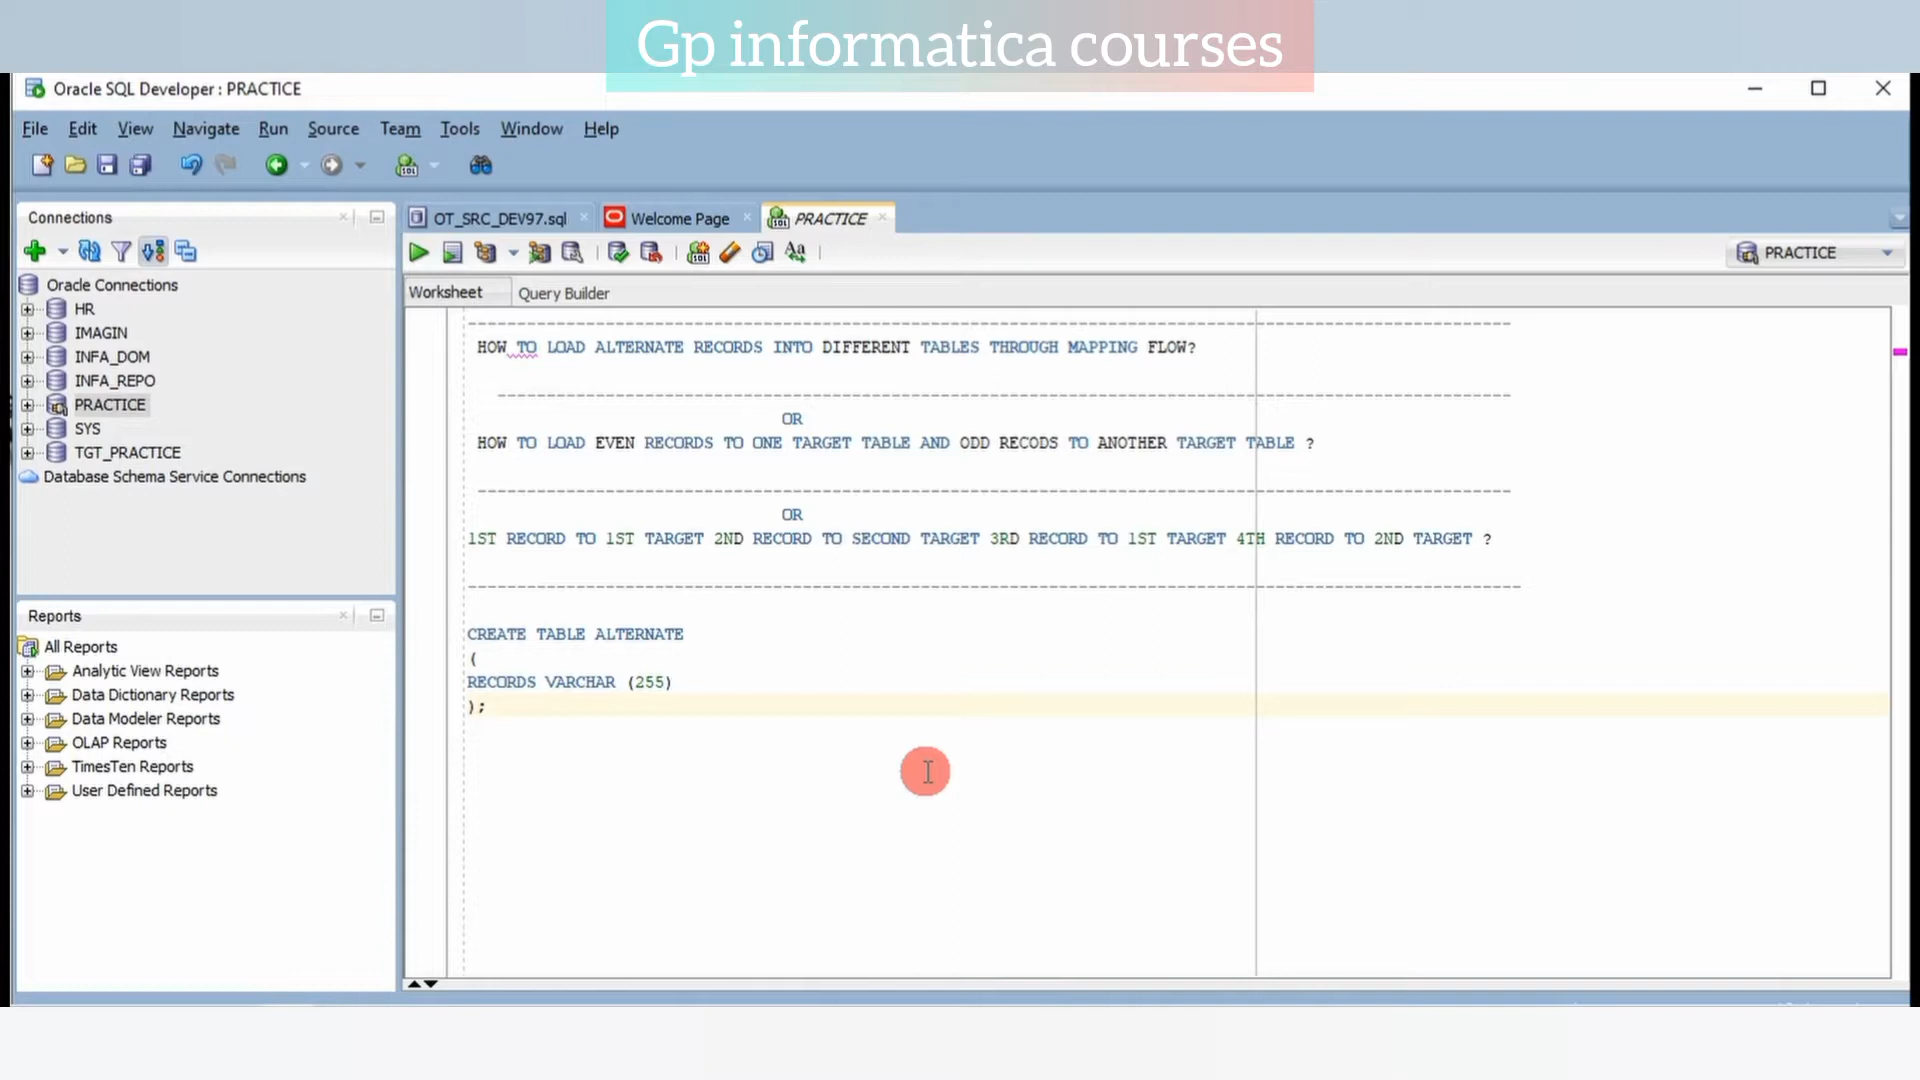 Gp informatica courses
Oracle SQL Developer : PRACTICE
File Edit View Navigate Run Source Team Tools Window Help
Connections
Oracle Connections
HR
IMAGIN
INFA_DOM
INFA_REPO
PRACTICE
SYS
TGT_PRACTICE
Database Schema Service Connections
Reports
All Reports
Analytic View Reports
Data Dictionary Reports
Data Modeler Reports
OLAP Reports
TimesTen Reports
User Defined Reports
OT_SRC_DEV97.sql Welcome Page PRACTICE
Aa
PRACTICE
Worksheet Query Builder
HOW TO LOAD ALTERNATE RECORDS INTO DIFFERENT TABLES THROUGH MAPPING FLOW?
OR
HOW TO LOAD EVEN RECORDS TO ONE TARGET TABLE AND ODD RECODS TO ANOTHER TARGET TABLE ?
OR
1ST RECORD TO 1ST TARGET 2ND RECORD TO SECOND TARGET 3RD RECORD TO 1ST TARGET 4TH RECORD TO 2ND TARGET ?
CREATE TABLE ALTERNATE
(
RECORDS VARCHAR (255)
);